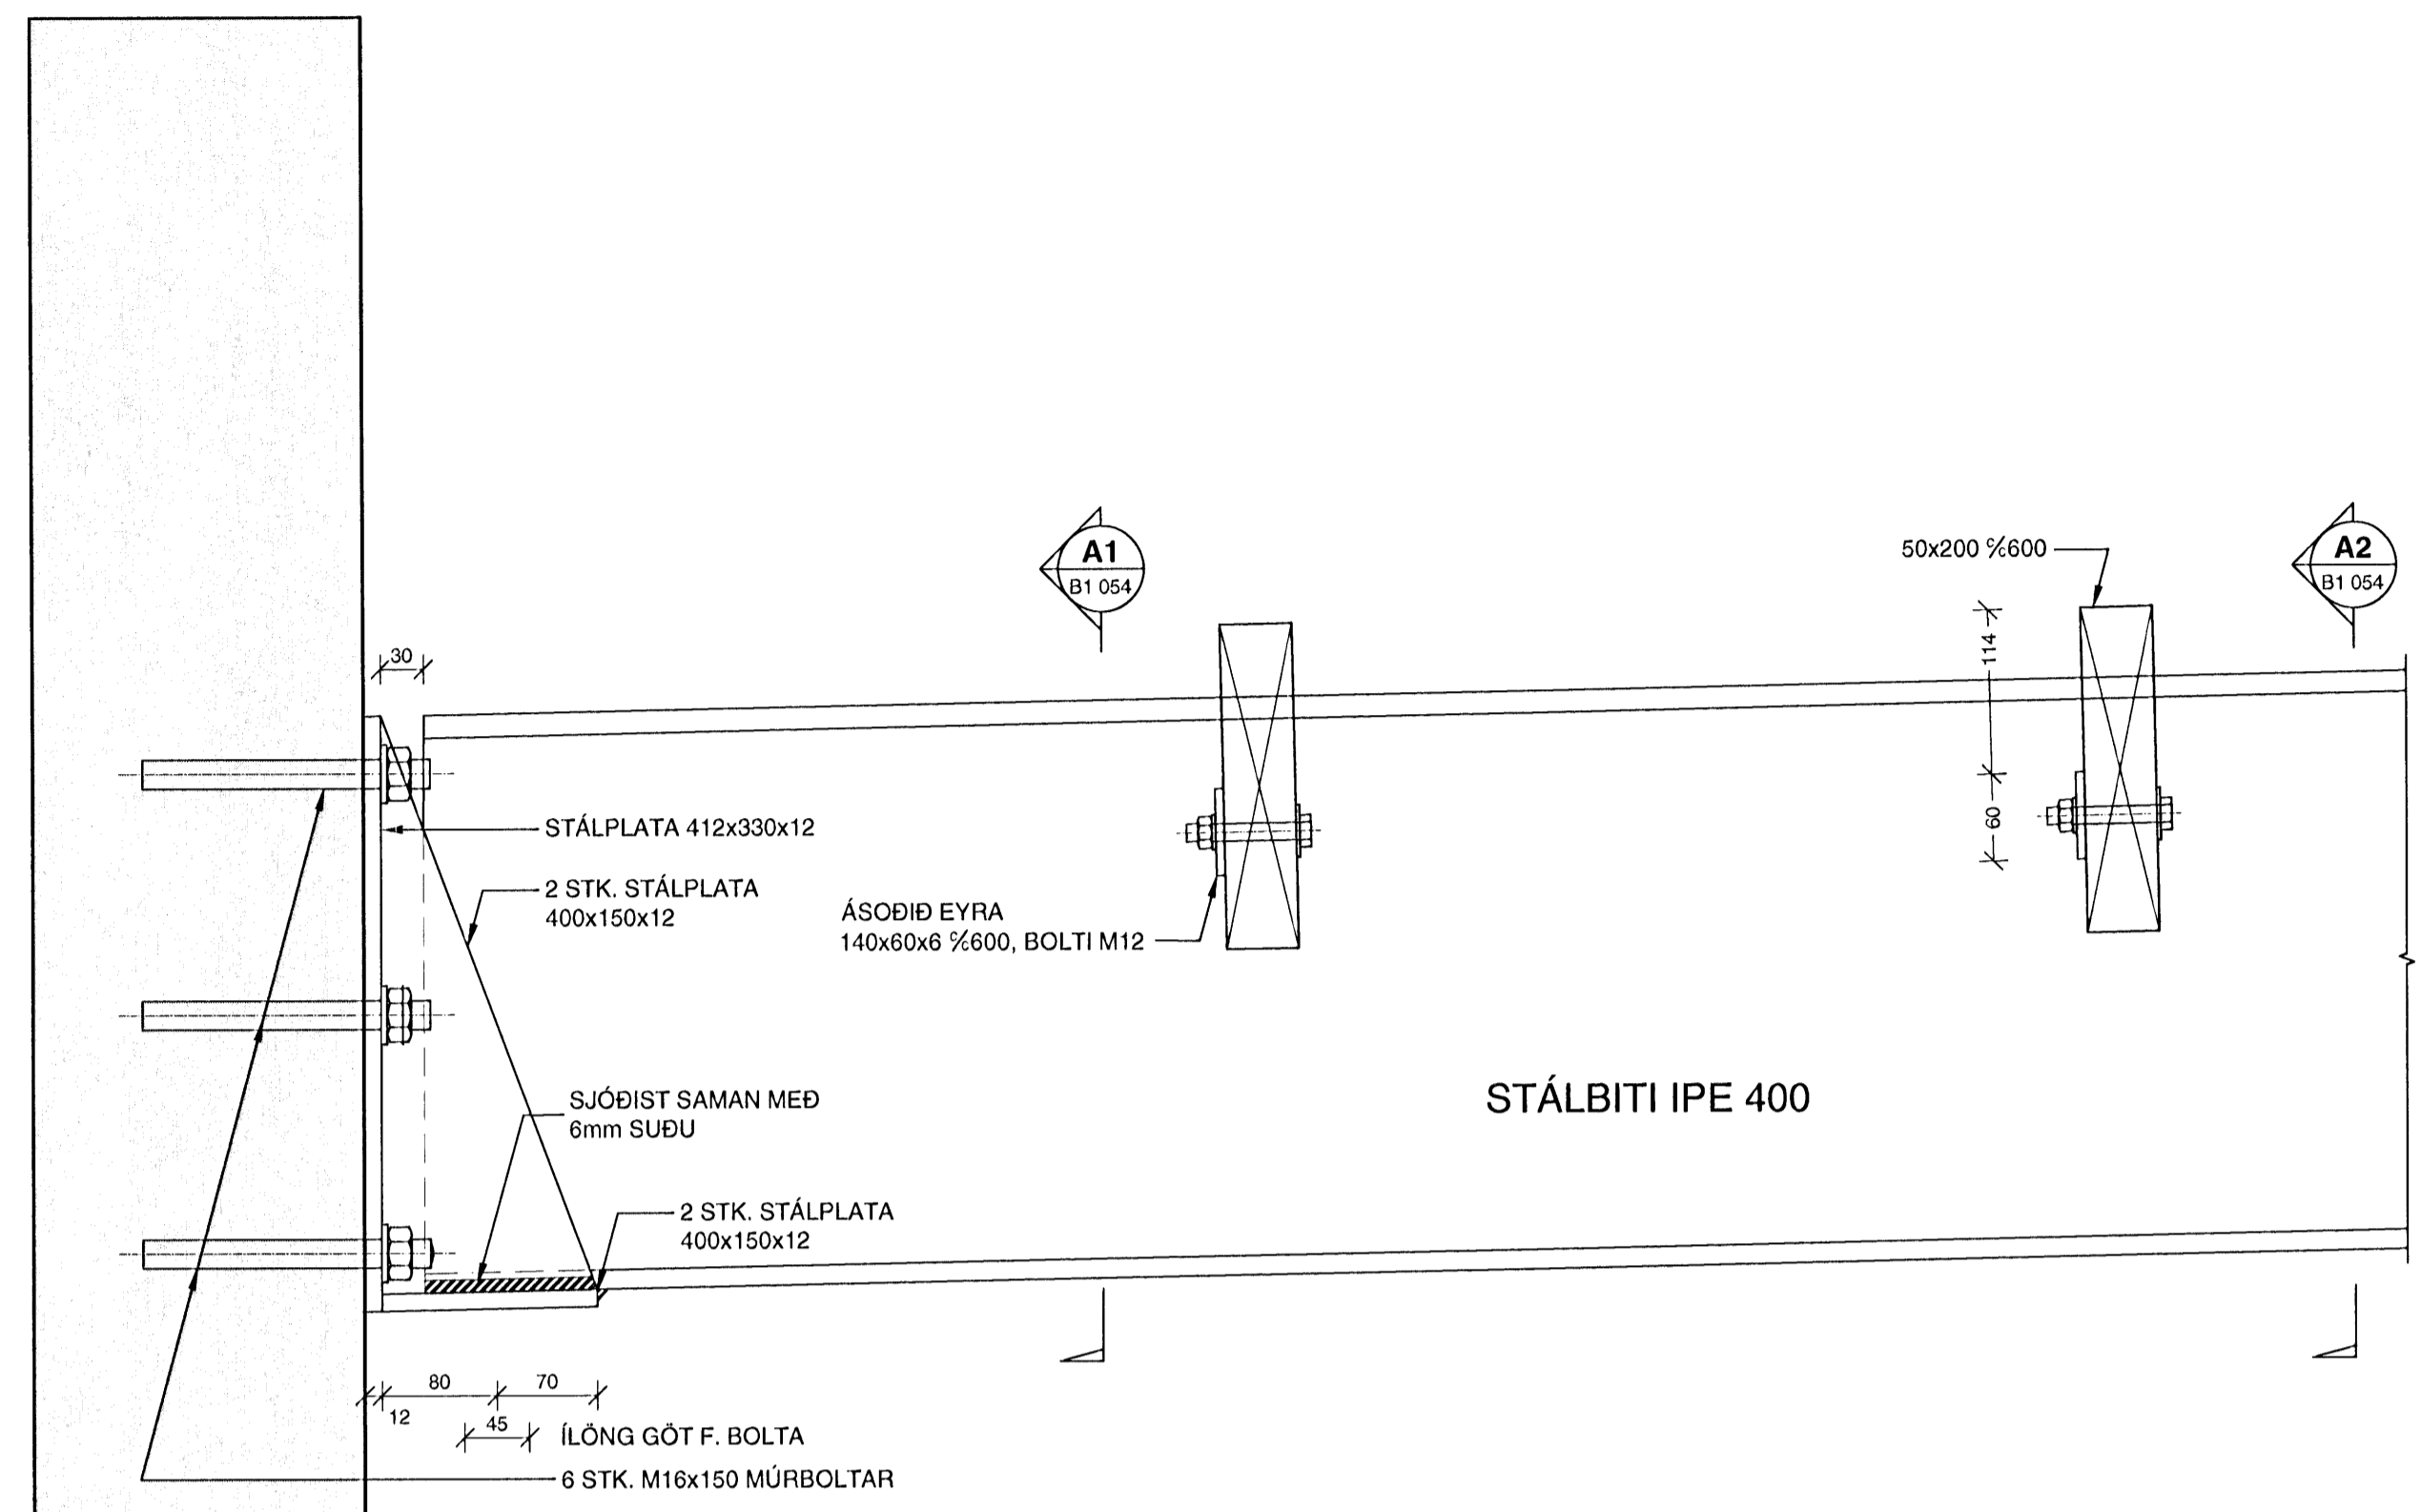 A1
B1 054
50x200 c/c600
A2
B1 054
30
114
60
STÁLPLATA 412x330x12
2 STK. STÁLPLATA
400x150x12
ÁSOÐIÐ EYRA
140x60x6 c/c600, BOLTI M12
SJÓÐIST SAMAN MEÐ
6mm SUÐU
STÁLBITI IPE 400
2 STK. STÁLPLATA
400x150x12
80
70
12
45
ÍLÖNG GÖT F. BOLTA
6 STK. M16x150 MÚRBOLTAR